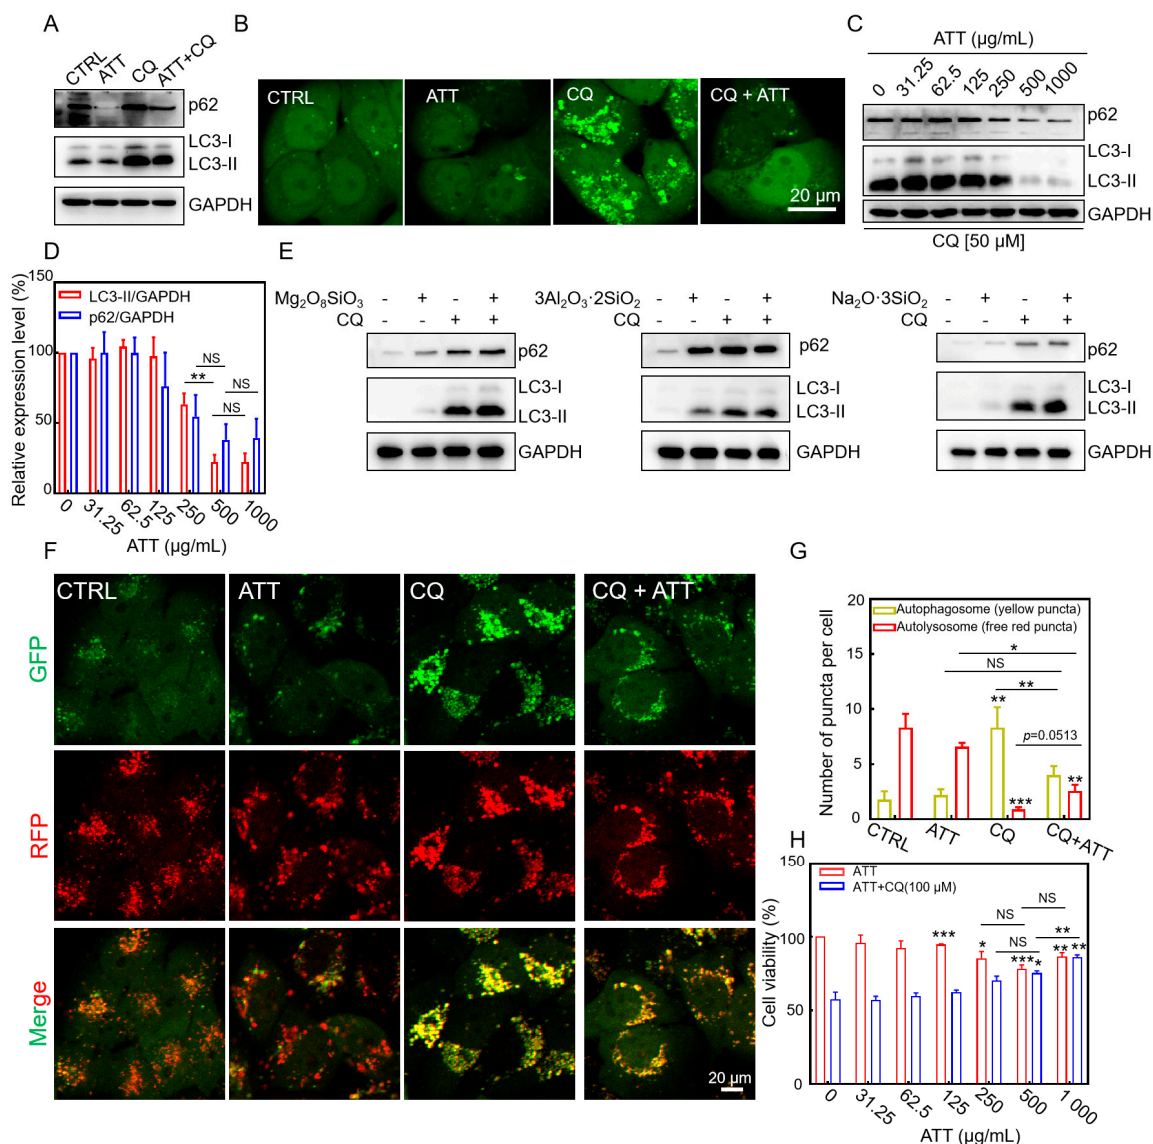 A
CTRL
ATT
CQ
ATT+CQ
p62
LC3-I
LC3-II
GAPDH
B
CTRL
ATT
CQ
CQ + ATT
20 µm
C
ATT (µg/mL)
0 31.25 62.5 125 250 500 1000
p62
LC3-I
LC3-II
GAPDH
CQ [50 µM]
D
Relative expression level (%)
150
100
50
0
LC3-II/GAPDH
p62/GAPDH
NS
**
NS
NS
0 31.25 62.5 125 250 500 1000
ATT (µg/mL)
E
Mg₂O₈SiO₃ - + - +
CQ - - + +
p62
LC3-I
LC3-II
GAPDH
3Al₂O₃·2SiO₂ - + - +
CQ - - + +
p62
LC3-I
LC3-II
GAPDH
Na₂O·3SiO₂ - + - +
CQ - - + +
p62
LC3-I
LC3-II
GAPDH
F
CTRL
ATT
CQ
CQ + ATT
GFP
RFP
Merge
20 µm
G
Number of puncta per cell
20
15
10
5
0
Autophagosome (yellow puncta)
Autolysosome (free red puncta)
*
NS
**
**
p=0.0513
**
***
CTRL
ATT
CQ
CQ+ATT
H
Cell viability (%)
150
100
50
0
ATT
ATT+CQ(100 µM)
NS
NS
**
***
*
NS
***
*
**
**
0 31.25 62.5 125 250 500 1 000
ATT (µg/mL)